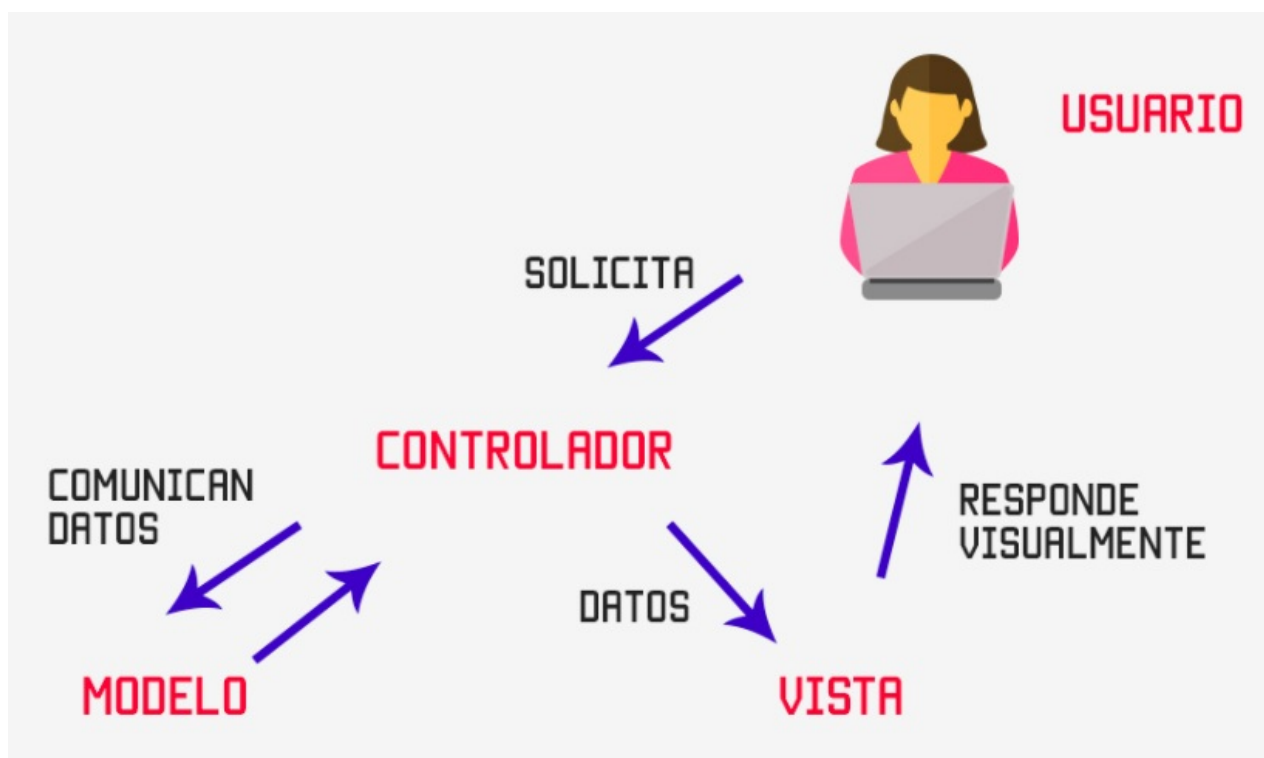 USUARIO
SOLICITA
CONTROLADOR
COMUNICAN
DATOS
RESPONDE
VISUALMENTE
DATOS
MODELO
VISTA